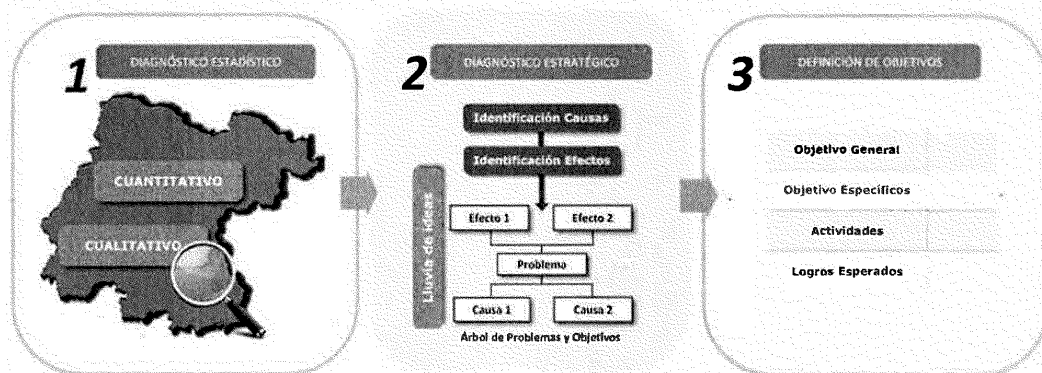 1
DIAGNÓSTICO ESTADÍSTICO
CUANTITATIVO
CUALITATIVO
2
DIAGNÓSTICO ESTRATÉGICO
Identificación Causas
Identificación Efectos
Lluvia de ideas
Efecto 1
Efecto 2
Problema
Causa 1
Causa 2
Árbol de Problemas y Objetivos
3
DEFINICIÓN DE OBJETIVOS
Objetivo General
Objetivo Específicos
Actividades
Logros Esperados